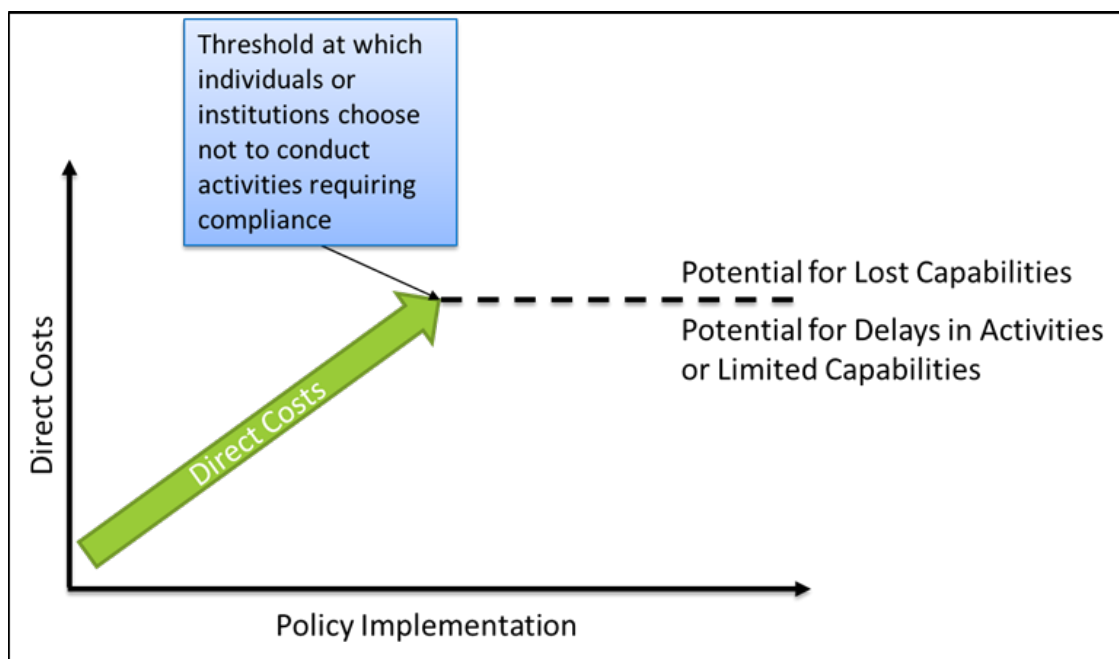 Threshold at which
individuals or
institutions choose
not to conduct
activities requiring
compliance
Potential for Lost Capabilities
Potential for Delays in Activities
or Limited Capabilities
Direct Costs
Direct Costs
Policy Implementation